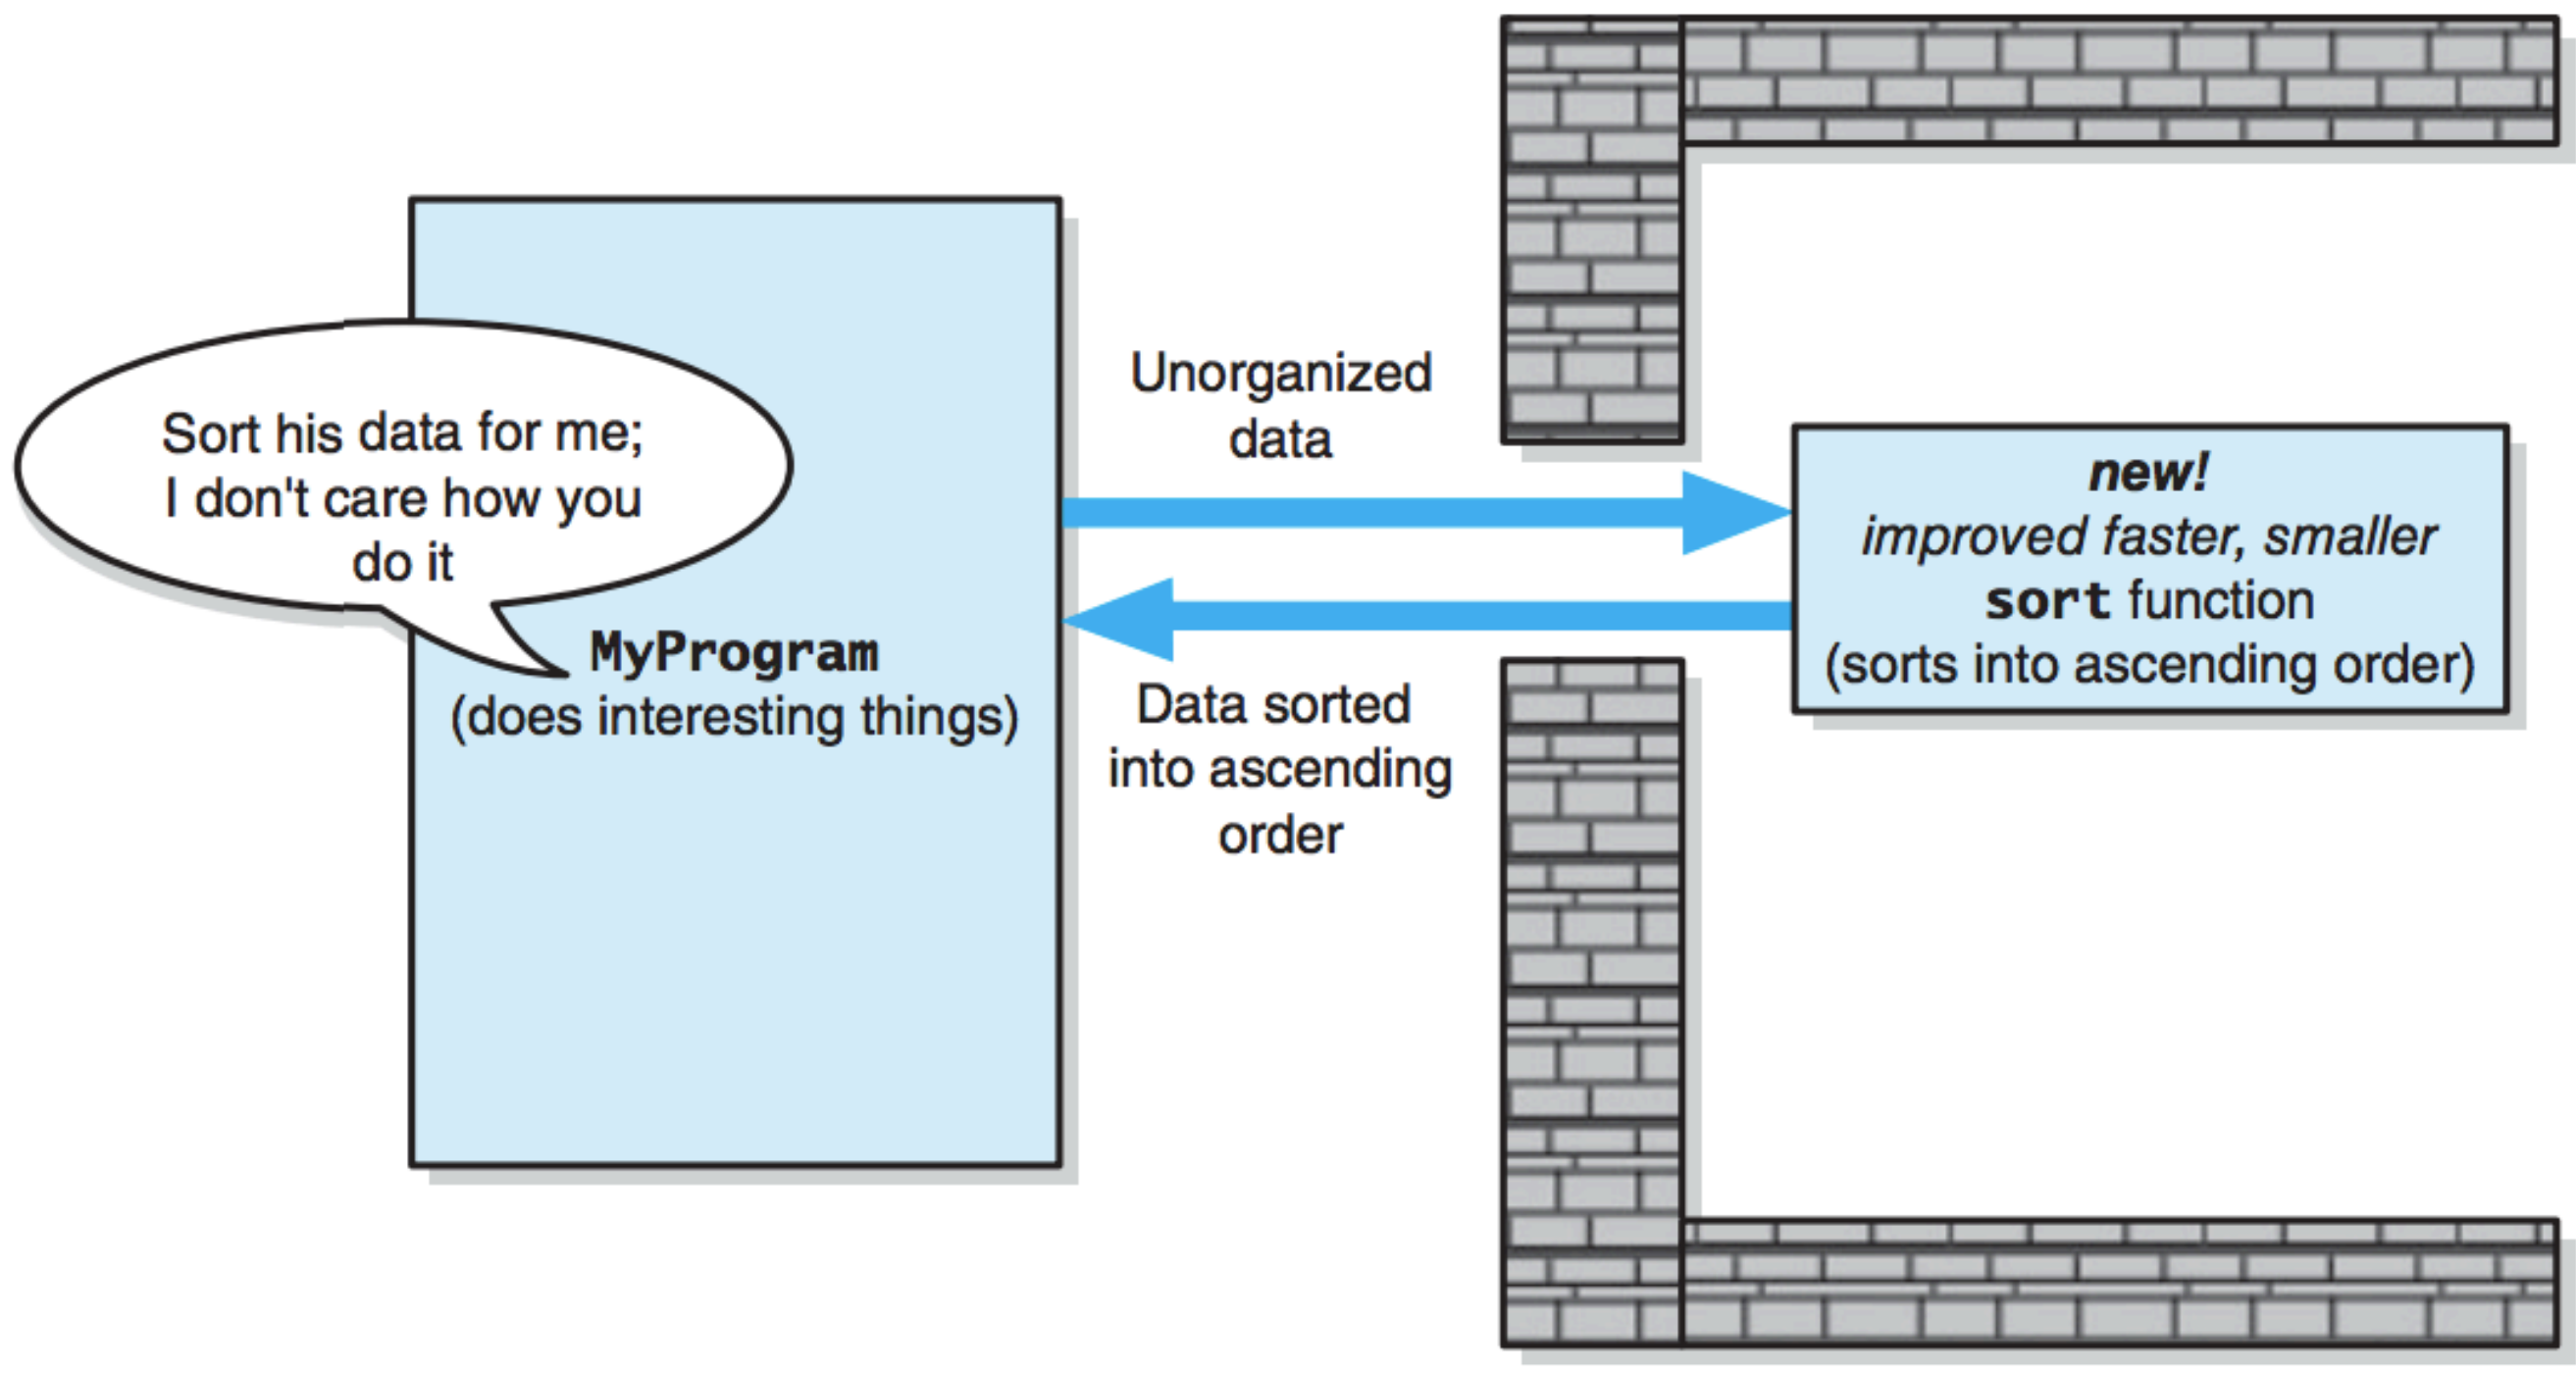 Sort his data for me;
I don't care how you
do it
MyProgram
(does interesting things)
Unorganized
data
Data sorted
into ascending
order
new!
improved faster, smaller
sort function
(sorts into ascending order)